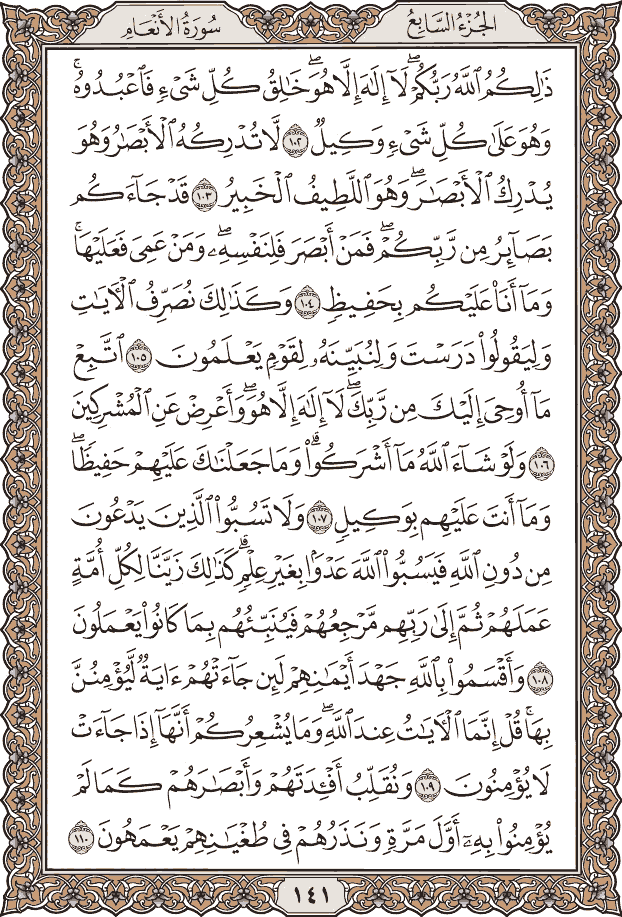 الجُزْءُ السَّابِعُ
سُورَةُ الأَنْعَامِ
ذَٰلِكُمُ ٱللَّهُ رَبُّكُمْۖ لَآ إِلَٰهَ إِلَّا هُوَۖ خَٰلِقُ كُلِّ شَىْءٍ فَٱعْبُدُوهُۚ
وَهُوَ عَلَىٰ كُلِّ شَىْءٍ وَكِيلٌ ١٠٢ لَّا تُدْرِكُهُ ٱلْأَبْصَٰرُ وَهُوَ
يُدْرِكُ ٱلْأَبْصَٰرَۖ وَهُوَ ٱللَّطِيفُ ٱلْخَبِيرُ ١٠٣ قَدْ جَآءَكُم
بَصَآئِرُ مِن رَّبِّكُمْۖ فَمَنْ أَبْصَرَ فَلِنَفْسِهِۦۖ وَمَنْ عَمِىَ فَعَلَيْهَاۚ
وَمَآ أَنَا۠ عَلَيْكُم بِحَفِيظٍ ١٠٤ وَكَذَٰلِكَ نُصَرِّفُ ٱلْأَيَٰتِ
وَلِيَقُولُوا۟ دَرَسْتَ وَلِنُبَيِّنَهُۥ لِقَوْمٍ يَعْلَمُونَ ١٠٥ ٱتَّبِعْ
مَآ أُوحِىَ إِلَيْكَ مِن رَّبِّكَۖ لَآ إِلَٰهَ إِلَّا هُوَۖ وَأَعْرِضْ عَنِ ٱلْمُشْرِكِينَ
١٠٦ وَلَوْ شَآءَ ٱللَّهُ مَآ أَشْرَكُوا۟ۗ وَمَا جَعَلْنَٰكَ عَلَيْهِمْ حَفِيظًاۖ
وَمَآ أَنتَ عَلَيْهِم بِوَكِيلٍ ١٠٧ وَلَا تَسُبُّوا۟ ٱلَّذِينَ يَدْعُونَ
مِن دُونِ ٱللَّهِ فَيَسُبُّوا۟ ٱللَّهَ عَدْوًۢا بِغَيْرِ عِلْمٍۗ كَذَٰلِكَ زَيَّنَّا لِكُلِّ أُمَّةٍ
عَمَلَهُمْ ثُمَّ إِلَىٰ رَبِّهِم مَّرْجِعُهُمْ فَيُنَبِّئُهُم بِمَا كَانُوا۟ يَعْمَلُونَ
١٠٨ وَأَقْسَمُوا۟ بِٱللَّهِ جَهْدَ أَيْمَٰنِهِمْ لَئِن جَآءَتْهُمْ ءَايَةٌ لَّيُؤْمِنُنَّ
بِهَاۚ قُلْ إِنَّمَا ٱلْأَيَٰتُ عِندَ ٱللَّهِۖ وَمَا يُشْعِرُكُمْ أَنَّهَآ إِذَا جَآءَتْ
لَا يُؤْمِنُونَ ١٠٩ وَنُقَلِّبُ أَفْـِٔدَتَهُمْ وَأَبْصَٰرَهُمْ كَمَا لَمْ
يُؤْمِنُوا۟ بِهِۦٓ أَوَّلَ مَرَّةٍ وَنَذَرُهُمْ فِى طُغْيَٰنِهِمْ يَعْمَهُونَ ١١٠
١٤١